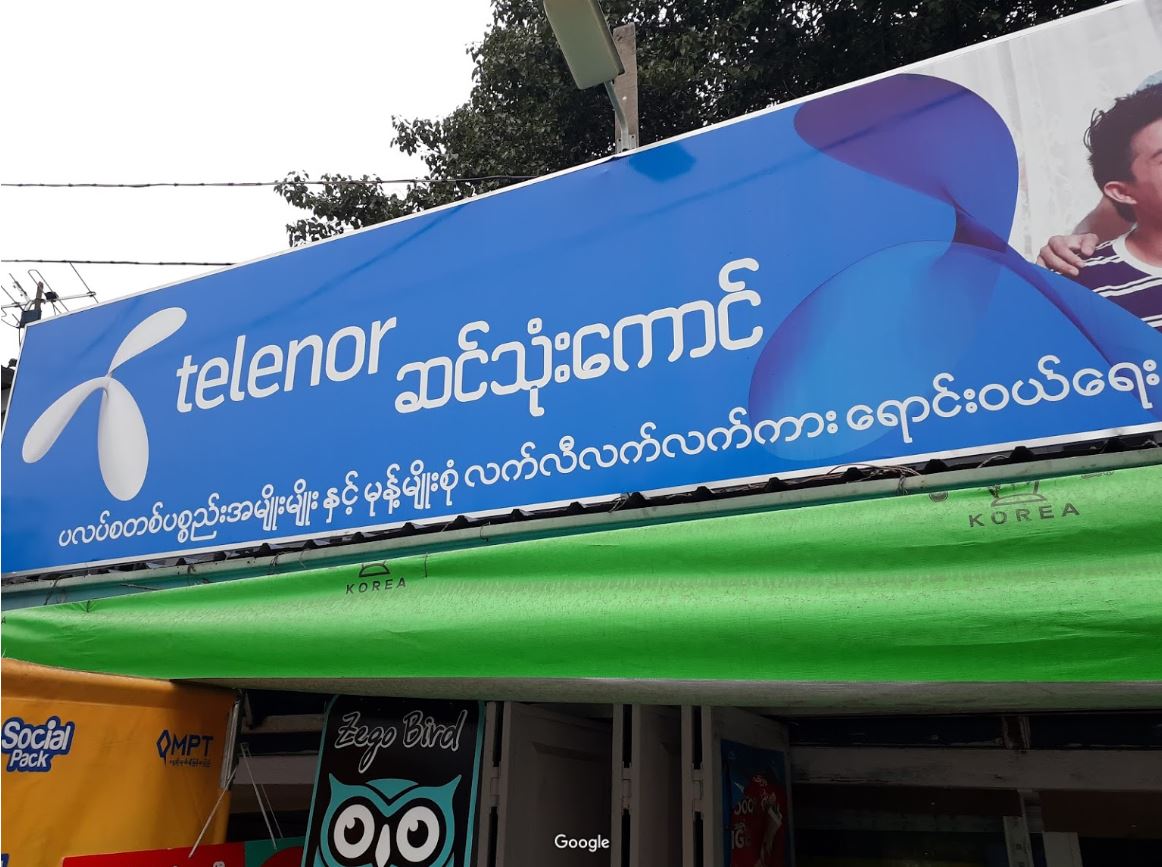 telenor ဆင်သုံးကောင်
ပလပ်စတစ်ပစ္စည်းအမျိုးမျိုး နှင့် မုန့်မျိုးစုံ လက်လီလက်လက်ကား ရောင်းဝယ်ရေး
KOREA
KOREA
Social
Pack
MPT
Zego Bird
Google